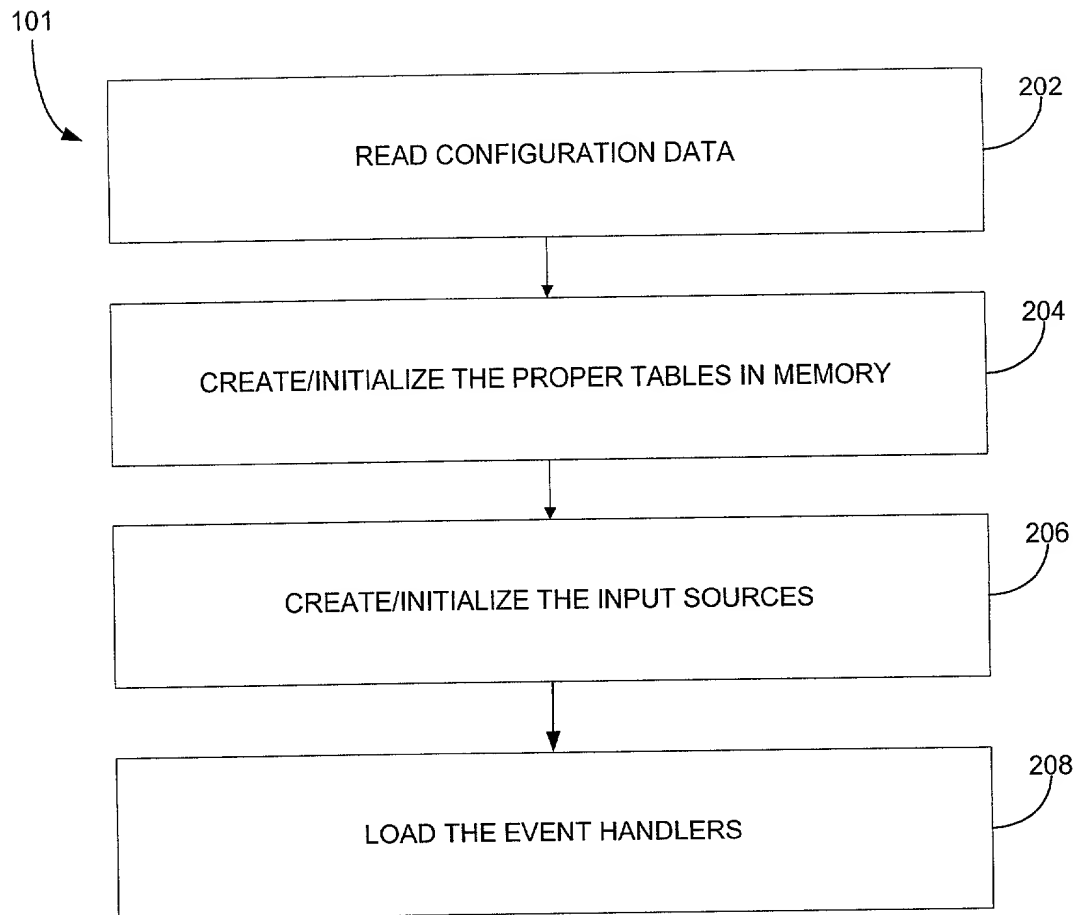 101
202
READ CONFIGURATION DATA
204
CREATE/INITIALIZE THE PROPER TABLES IN MEMORY
206
CREATE/INITIALIZE THE INPUT SOURCES
208
LOAD THE EVENT HANDLERS